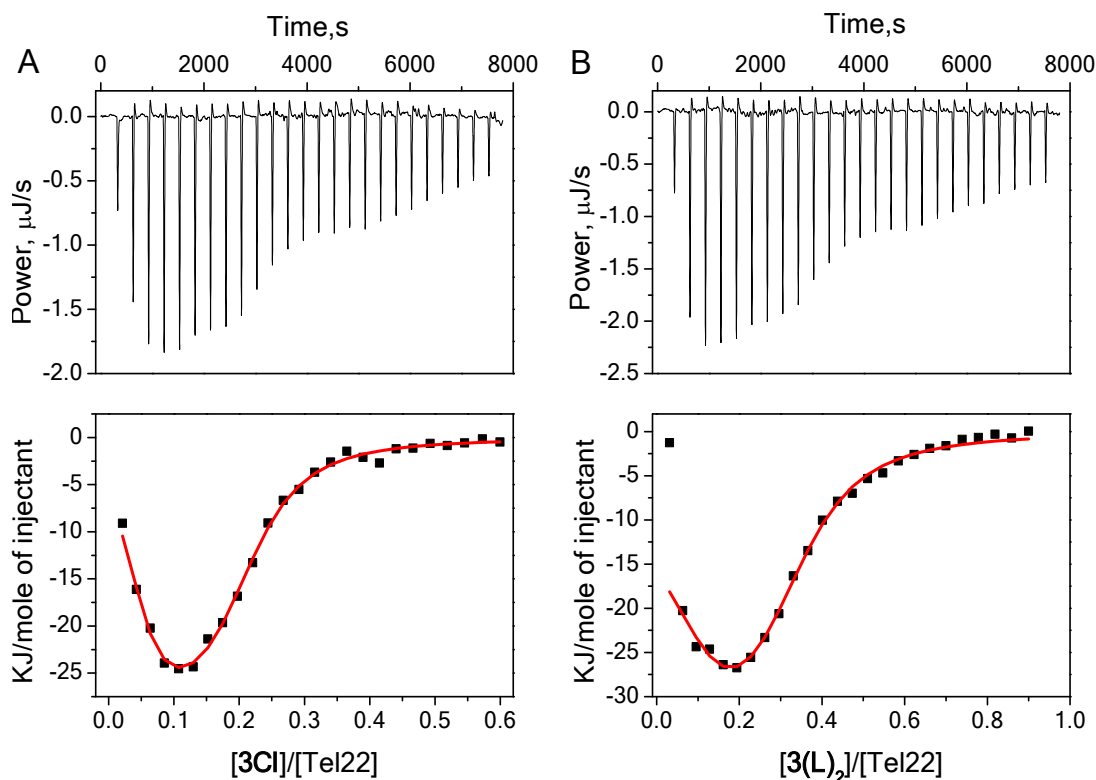 Time,s
Time,s
A
0 2000 4000 6000 8000
B
0 2000 4000 6000 8000
0.0
-0.5
-1.0
-1.5
-2.0
Power, μJ/s
0.0
-0.5
-1.0
-1.5
-2.0
-2.5
Power, μJ/s
0
-5
-10
-15
-20
-25
KJ/mole of injectant
0.0 0.1 0.2 0.3 0.4 0.5 0.6
[3Cl]/[Tel22]
0
-5
-10
-15
-20
-25
-30
KJ/mole of injectant
0.0 0.2 0.4 0.6 0.8 1.0
[3(L)₂]/[Tel22]